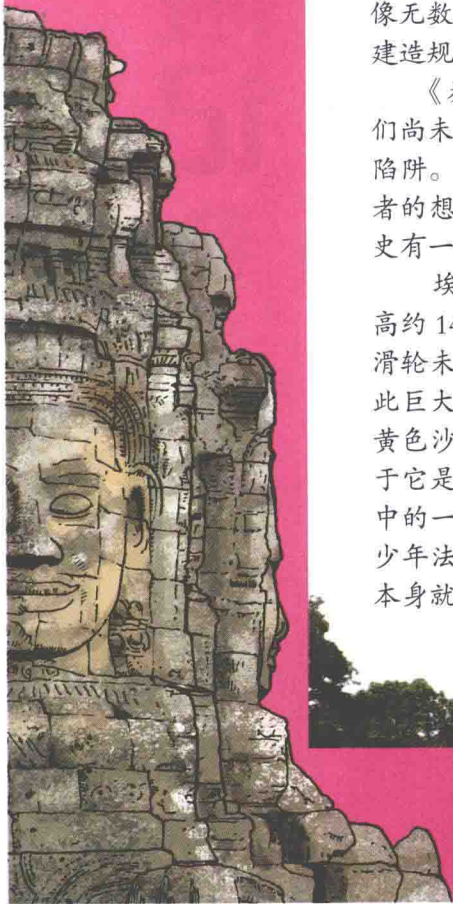 像无数
建造规
《
们尚未
陷阱。
者的想
史有一
埃
高约 14
滑轮未
此巨大
黄色沙
于它是
中的一
少年法
本身就